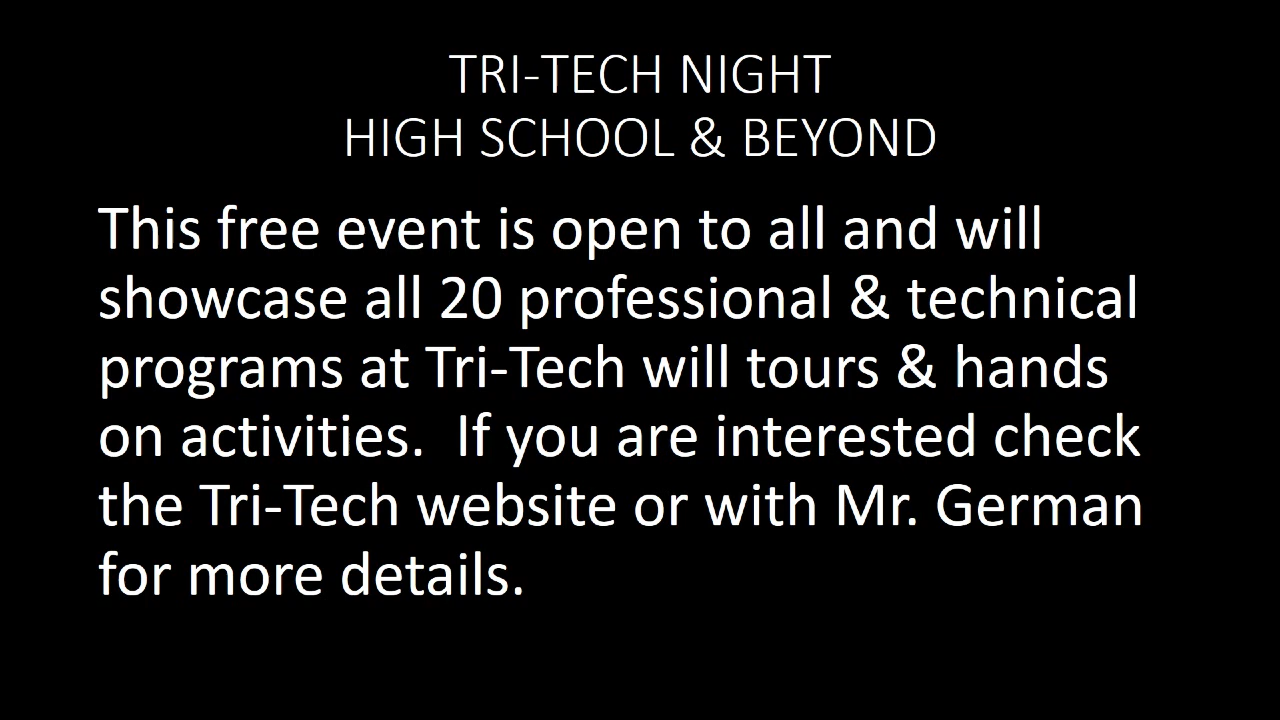 TRI-TECH NIGHT
HIGH SCHOOL & BEYOND
This free event is open to all and will
showcase all 20 professional & technical
programs at Tri-Tech will tours & hands
on activities.  If you are interested check
the Tri-Tech website or with Mr. German
for more details.